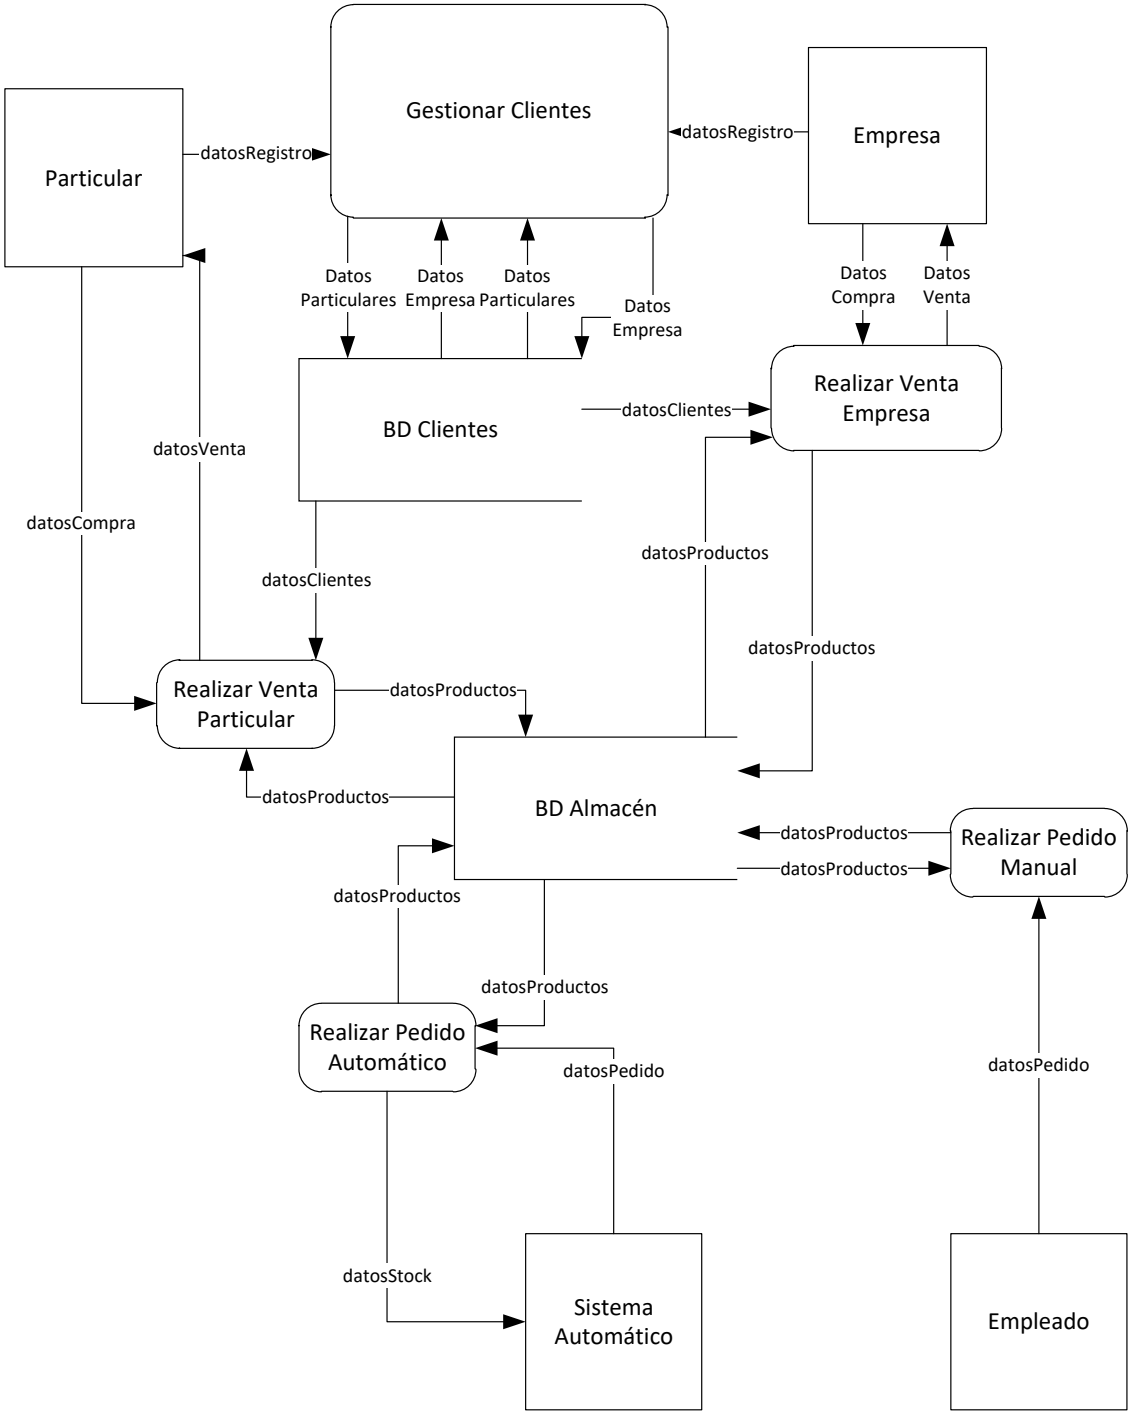 Gestionar Clientes
Particular
datosRegistro
datosRegistro
Empresa
Datos
Particulares
Datos
Empresa
Datos
Particulares
Datos
Empresa
Datos
Compra
Datos
Venta
Realizar Venta
Empresa
BD Clientes
datosClientes
datosVenta
datosCompra
datosClientes
datosProductos
datosProductos
Realizar Venta
Particular
datosProductos
datosProductos
BD Almacén
datosProductos
datosProductos
Realizar Pedido
Manual
datosProductos
datosProductos
Realizar Pedido
Automático
datosPedido
datosPedido
datosStock
Sistema
Automático
Empleado